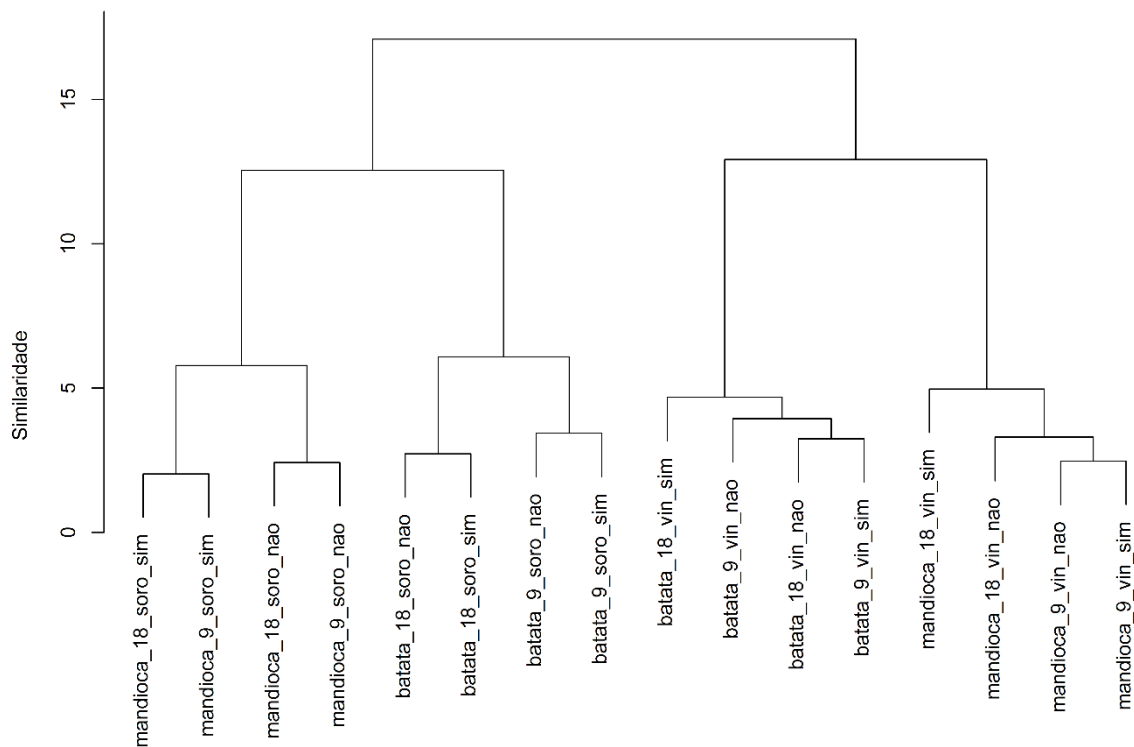 15
10
5
0
Similaridade
mandioca_18_soro_sim
mandioca_9_soro_sim
mandioca_18_soro_nao
mandioca_9_soro_nao
batata_18_soro_nao
batata_18_soro_sim
batata_9_soro_nao
batata_9_soro_sim
batata_18_vin_sim
batata_9_vin_nao
batata_18_vin_nao
batata_9_vin_sim
mandioca_18_vin_sim
mandioca_18_vin_nao
mandioca_9_vin_nao
mandioca_9_vin_sim